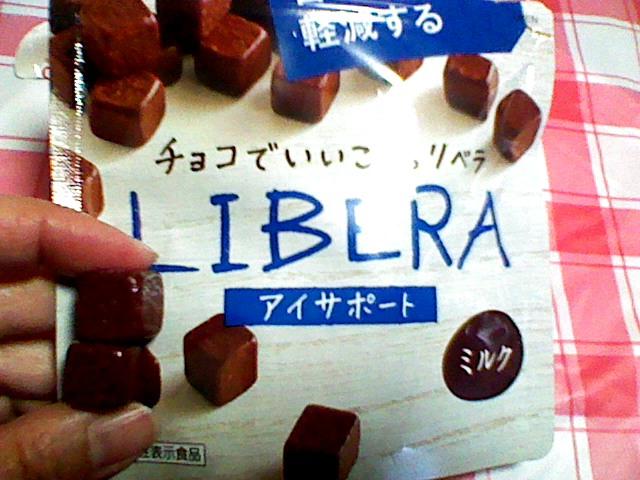 軽減する
チョコでいいこ リベラ
LIBERA
アイサポート
ミルク
性表示食品